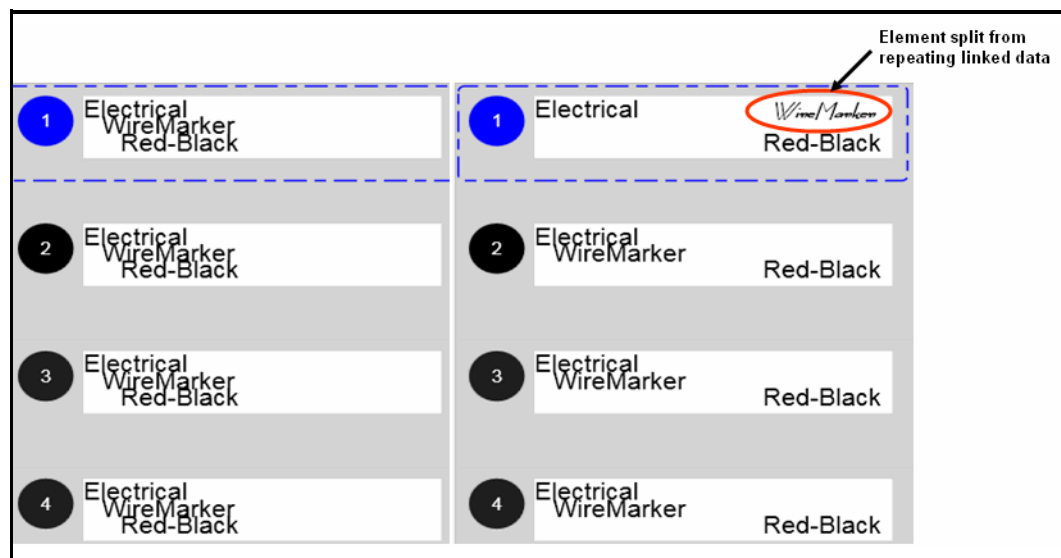 Element split from
repeating linked data
1
Electrical
WireMarker
Red-Black
2
Electrical
WireMarker
Red-Black
3
Electrical
WireMarker
Red-Black
4
Electrical
WireMarker
Red-Black
1
Electrical
WireMarker
Red-Black
2
Electrical
WireMarker
Red-Black
3
Electrical
WireMarker
Red-Black
4
Electrical
WireMarker
Red-Black